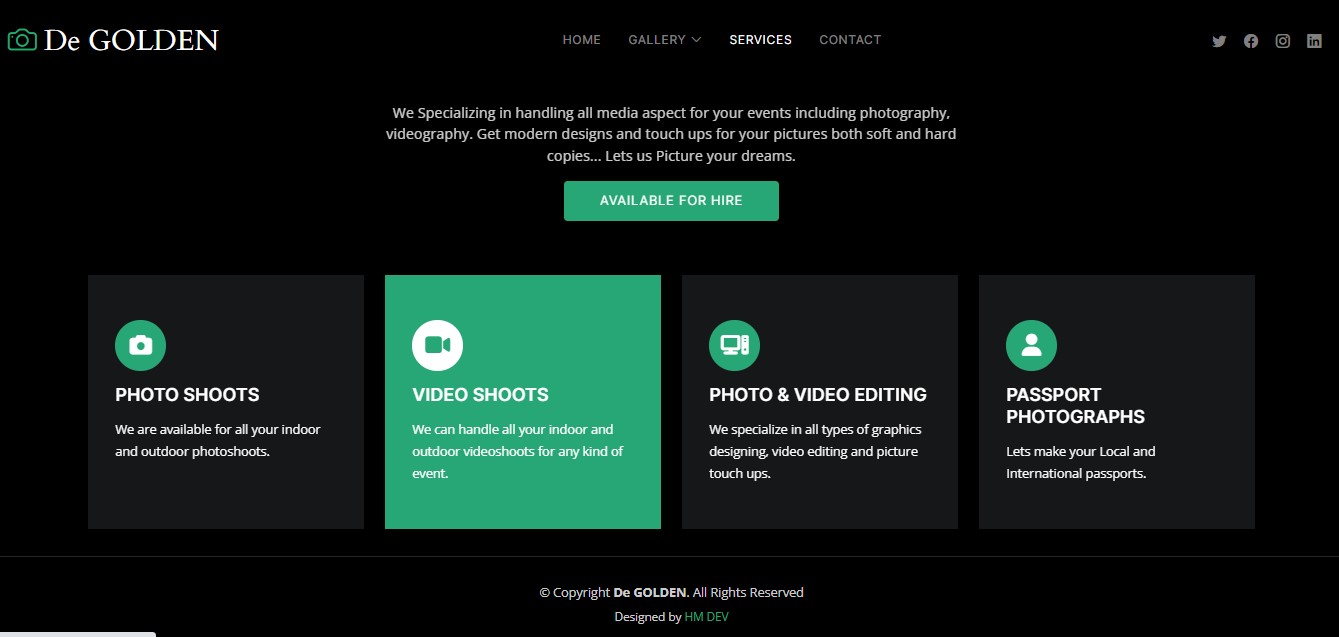 De GOLDEN
HOME GALLERY SERVICES CONTACT
We Specializing in handling all media aspect for your events including photography,
videography. Get modern designs and touch ups for your pictures both soft and hard
copies... Lets us Picture your dreams.
AVAILABLE FOR HIRE
PHOTO SHOOTS
We are available for all your indoor
and outdoor photoshoots.
VIDEO SHOOTS
We can handle all your indoor and
outdoor videoshoots for any kind of
event.
PHOTO & VIDEO EDITING
We specialize in all types of graphics
designing, video editing and picture
touch ups.
PASSPORT
PHOTOGRAPHS
Lets make your Local and
International passports.
© Copyright De GOLDEN. All Rights Reserved
Designed by HM DEV